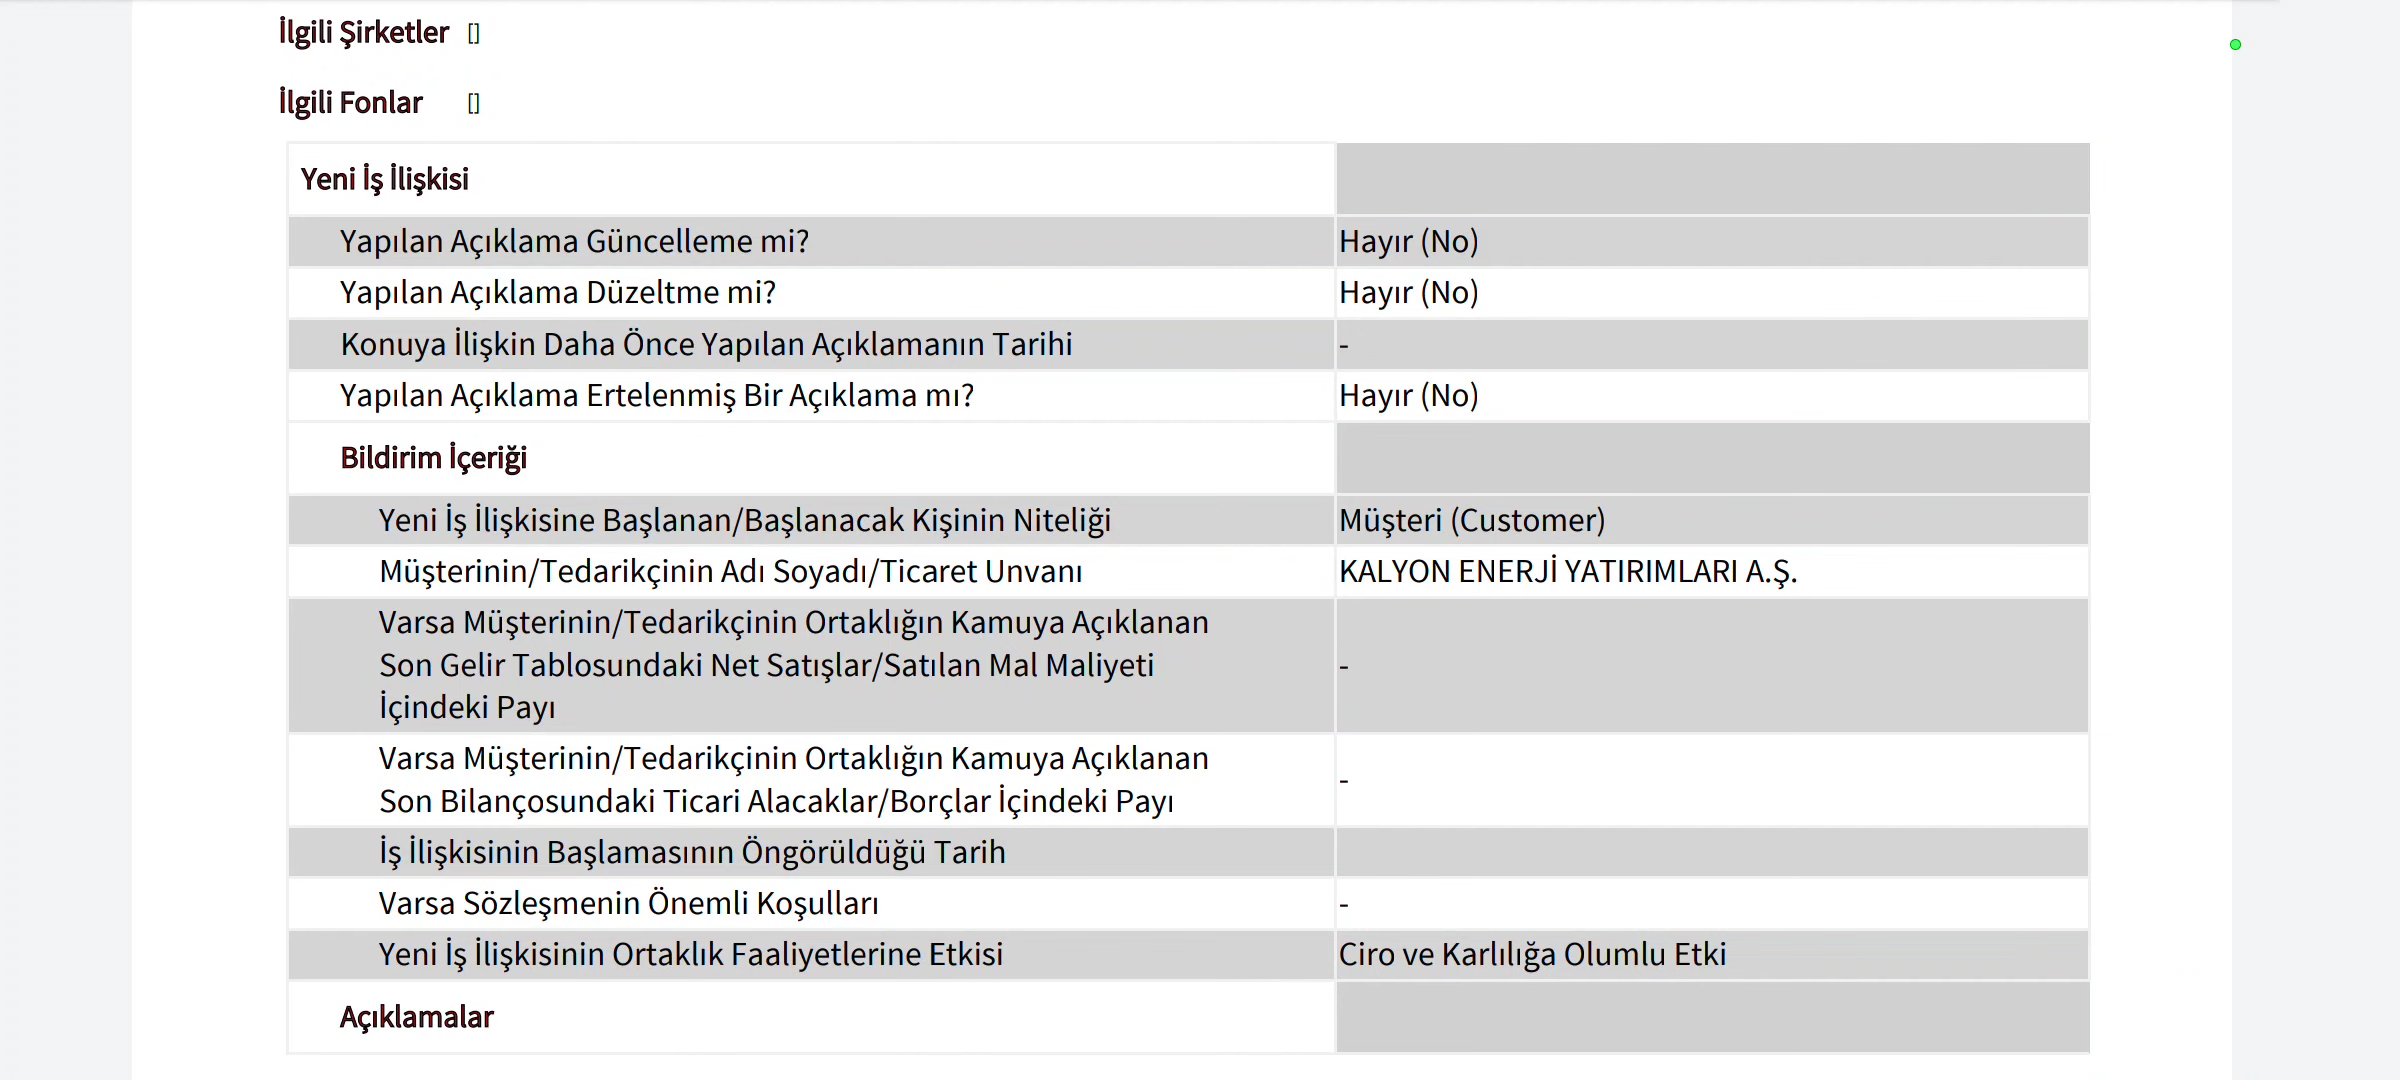 İlgili Şirketler []
İlgili Fonlar []
Yeni İş İlişkisi
Yapılan Açıklama Güncelleme mi? Hayır (No)
Yapılan Açıklama Düzeltme mi? Hayır (No)
Konuya İlişkin Daha Önce Yapılan Açıklamanın Tarihi -
Yapılan Açıklama Ertelenmiş Bir Açıklama mı? Hayır (No)
Bildirim İçeriği
Yeni İş İlişkisine Başlanan/Başlanacak Kişinin Niteliği Müşteri (Customer)
Müşterinin/Tedarikçinin Adı Soyadı/Ticaret Unvanı KALYON ENERJİ YATIRIMLARI A.Ş.
Varsa Müşterinin/Tedarikçinin Ortaklığın Kamuya Açıklanan
Son Gelir Tablosundaki Net Satışlar/Satılan Mal Maliyeti -
İçindeki Payı
Varsa Müşterinin/Tedarikçinin Ortaklığın Kamuya Açıklanan
Son Bilançosundaki Ticari Alacaklar/Borçlar İçindeki Payı -
İş İlişkisinin Başlamasının Öngörüldüğü Tarih
Varsa Sözleşmenin Önemli Koşulları -
Yeni İş İlişkisinin Ortaklık Faaliyetlerine Etkisi Ciro ve Karlılığa Olumlu Etki
Açıklamalar